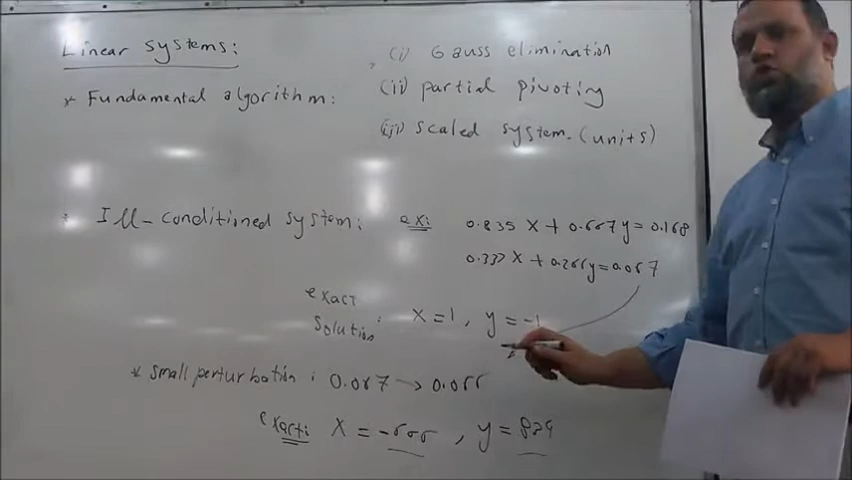 Linear systems:
(i) Gauss elimination
* Fundamental algorithm:
(ii) partial pivoting
(iii) scaled system. (units)
* Ill-conditioned system: ex: 0.835 x + 0.667y = 0.168
0.333 x + 0.266y = 0.067
exact
solution: x = 1, y = -1
* small perturbation: 0.067 → 0.066
exact: x = -666, y = 834